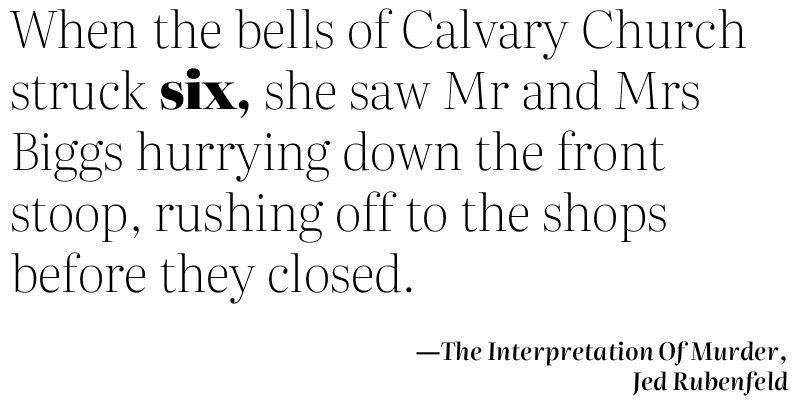 When the bells of Calvary Church
struck six, she saw Mr and Mrs
Biggs hurrying down the front
stoop, rushing off to the shops
before they closed.
—The Interpretation Of Murder,
Jed Rubenfeld